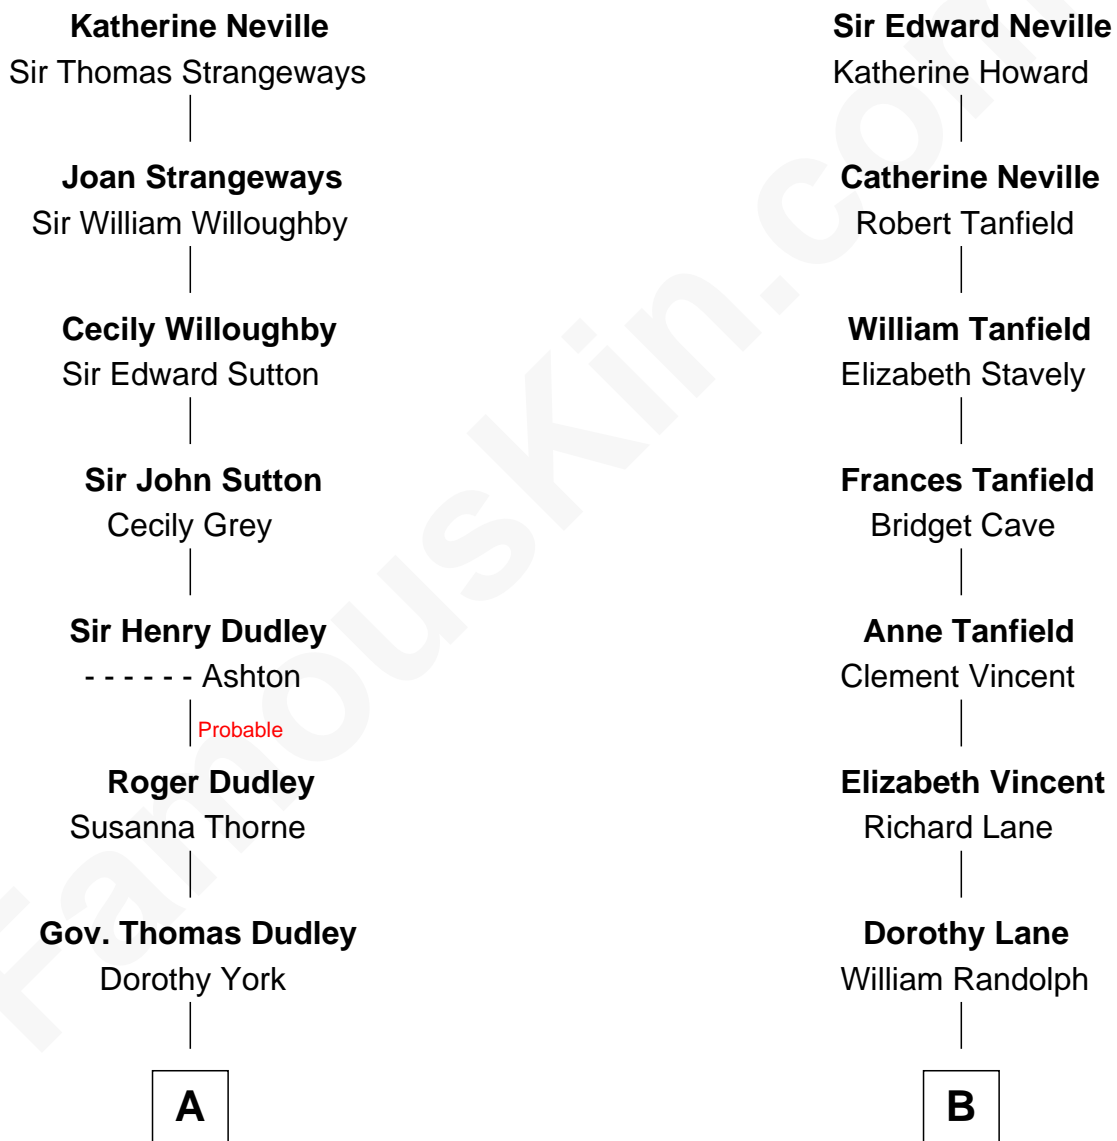 Katherine Neville
Sir Thomas Strangeways
Joan Strangeways
Sir William Willoughby
Cecily Willoughby
Sir Edward Sutton
Sir John Sutton
Cecily Grey
Sir Henry Dudley
- - - - - - Ashton
Probable
Roger Dudley
Susanna Thorne
Gov. Thomas Dudley
Dorothy York
A
Sir Edward Neville
Katherine Howard
Catherine Neville
Robert Tanfield
William Tanfield
Elizabeth Stavely
Frances Tanfield
Bridget Cave
Anne Tanfield
Clement Vincent
Elizabeth Vincent
Richard Lane
Dorothy Lane
William Randolph
B
FamousKin.com